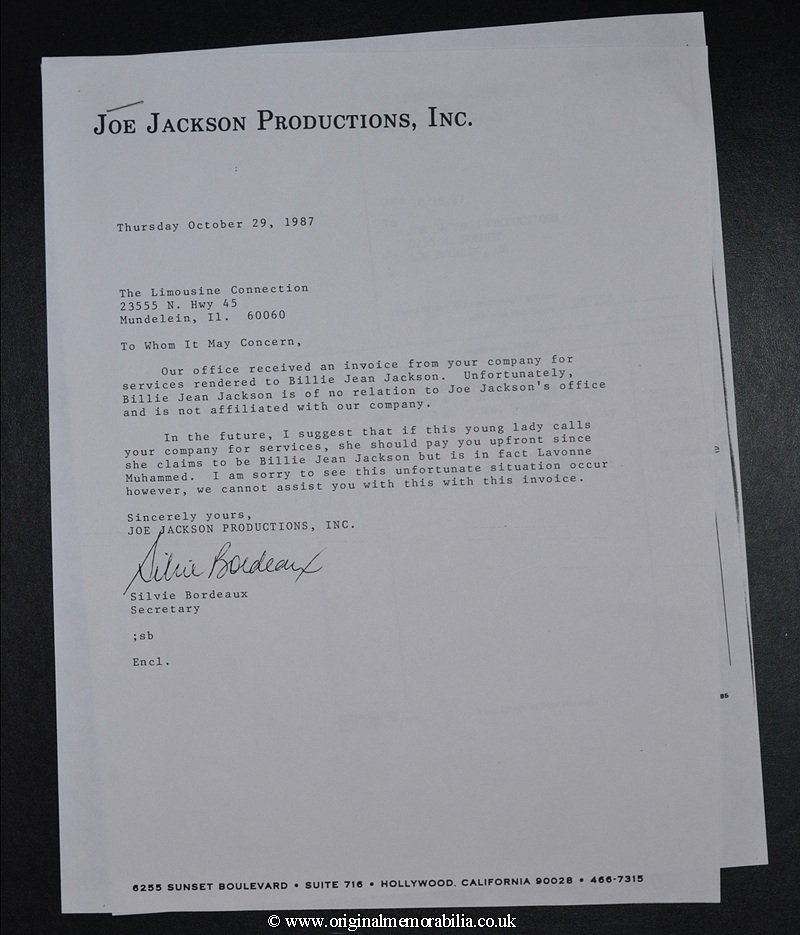 JOE JACKSON PRODUCTIONS, INC.
Thursday October 29, 1987
The Limousine Connection
23555 N. Hwy 45
Mundelein, Il.  60060
To Whom It May Concern,
Our office received an invoice from your company for
services rendered to Billie Jean Jackson.  Unfortunately,
Billie Jean Jackson is of no relation to Joe Jackson's office
and is not affiliated with our company.
In the future, I suggest that if this young lady calls
your company for services, she should pay you upfront since
she claims to be Billie Jean Jackson but is in fact Lavonne
Muhammed.  I am sorry to see this unfortunate situation occur
however, we cannot assist you with this with this invoice.
Sincerely yours,
JOE JACKSON PRODUCTIONS, INC.
Silvie Bordeaux
Silvie Bordeaux
Secretary
;sb
Encl.
6255 SUNSET BOULEVARD • SUITE 716 • HOLLYWOOD, CALIFORNIA 90028 • 466-7315
© www.originalmemorabilia.co.uk